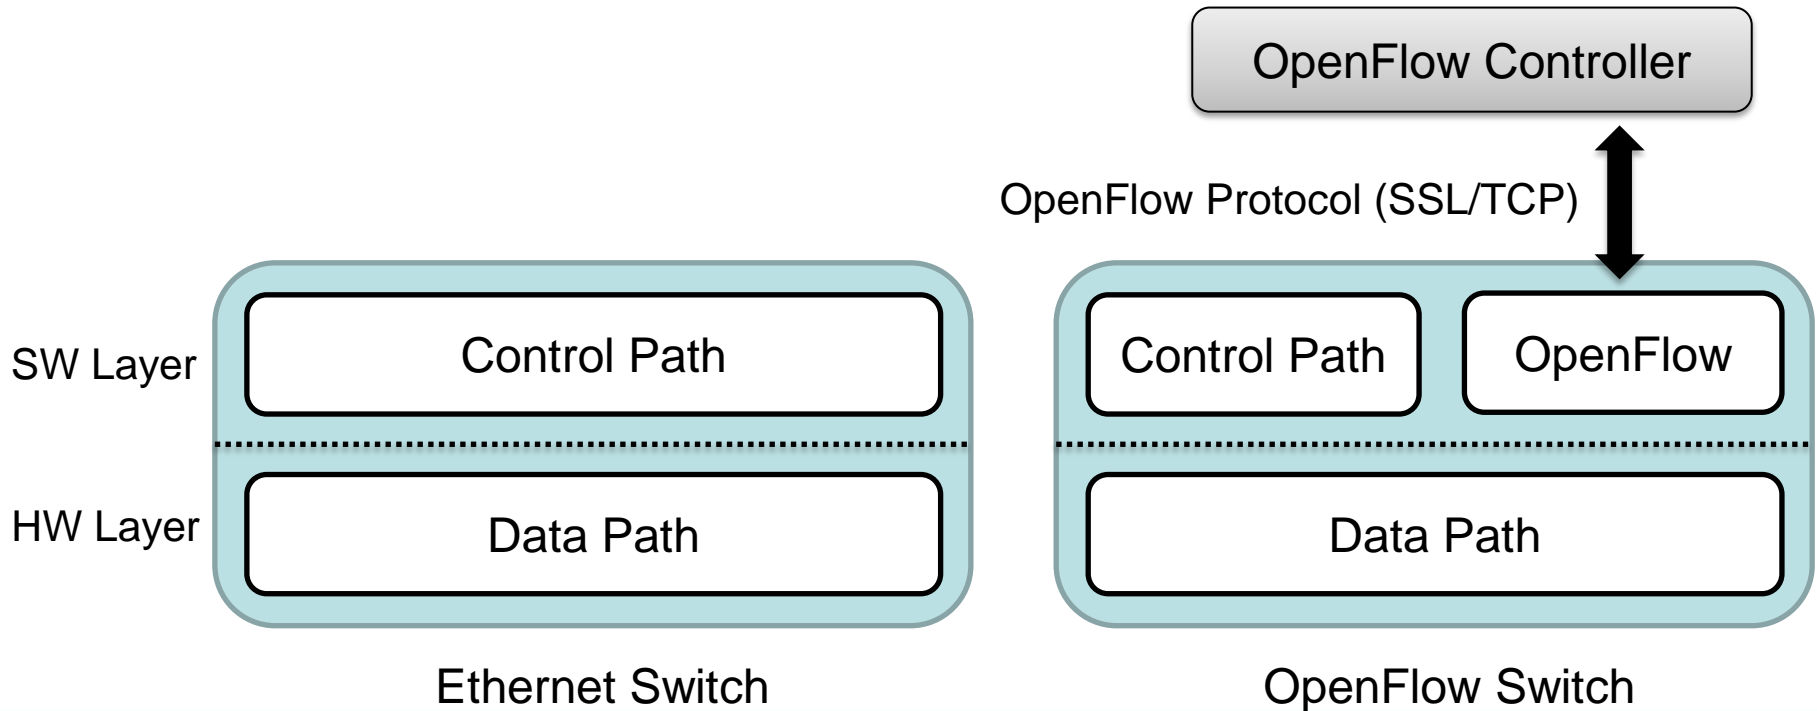 OpenFlow Controller
OpenFlow Protocol (SSL/TCP)
SW Layer
Control Path
Control Path
OpenFlow
HW Layer
Data Path
Data Path
Ethernet Switch
OpenFlow Switch